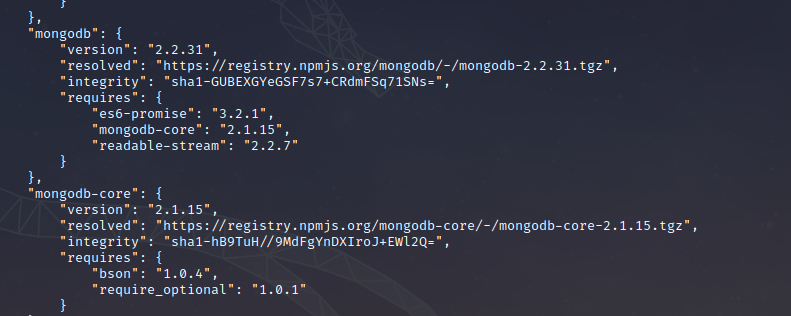 }
},
"mongodb": {
"version": "2.2.31",
"resolved": "https://registry.npmjs.org/mongodb/-/mongodb-2.2.31.tgz",
"integrity": "sha1-GUBEXGYeGSF7s7+CRdmFSq71SNs=",
"requires": {
"es6-promise": "3.2.1",
"mongodb-core": "2.1.15",
"readable-stream": "2.2.7"
}
},
"mongodb-core": {
"version": "2.1.15",
"resolved": "https://registry.npmjs.org/mongodb-core/-/mongodb-core-2.1.15.tgz",
"integrity": "sha1-hB9TuH//9MdFgYnDXIroJ+EWl2Q=",
"requires": {
"bson": "1.0.4",
"require_optional": "1.0.1"
}